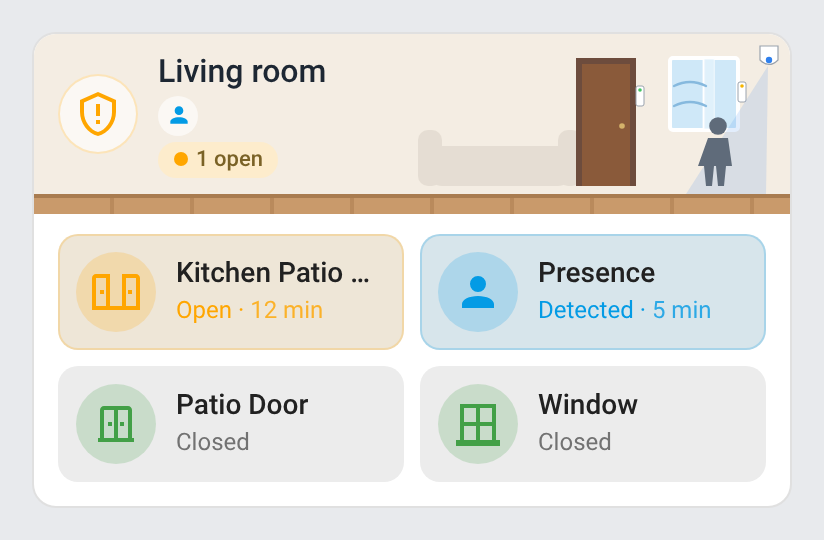 Living room
1 open
Kitchen Patio ...
Open · 12 min
Presence
Detected · 5 min
Patio Door
Closed
Window
Closed